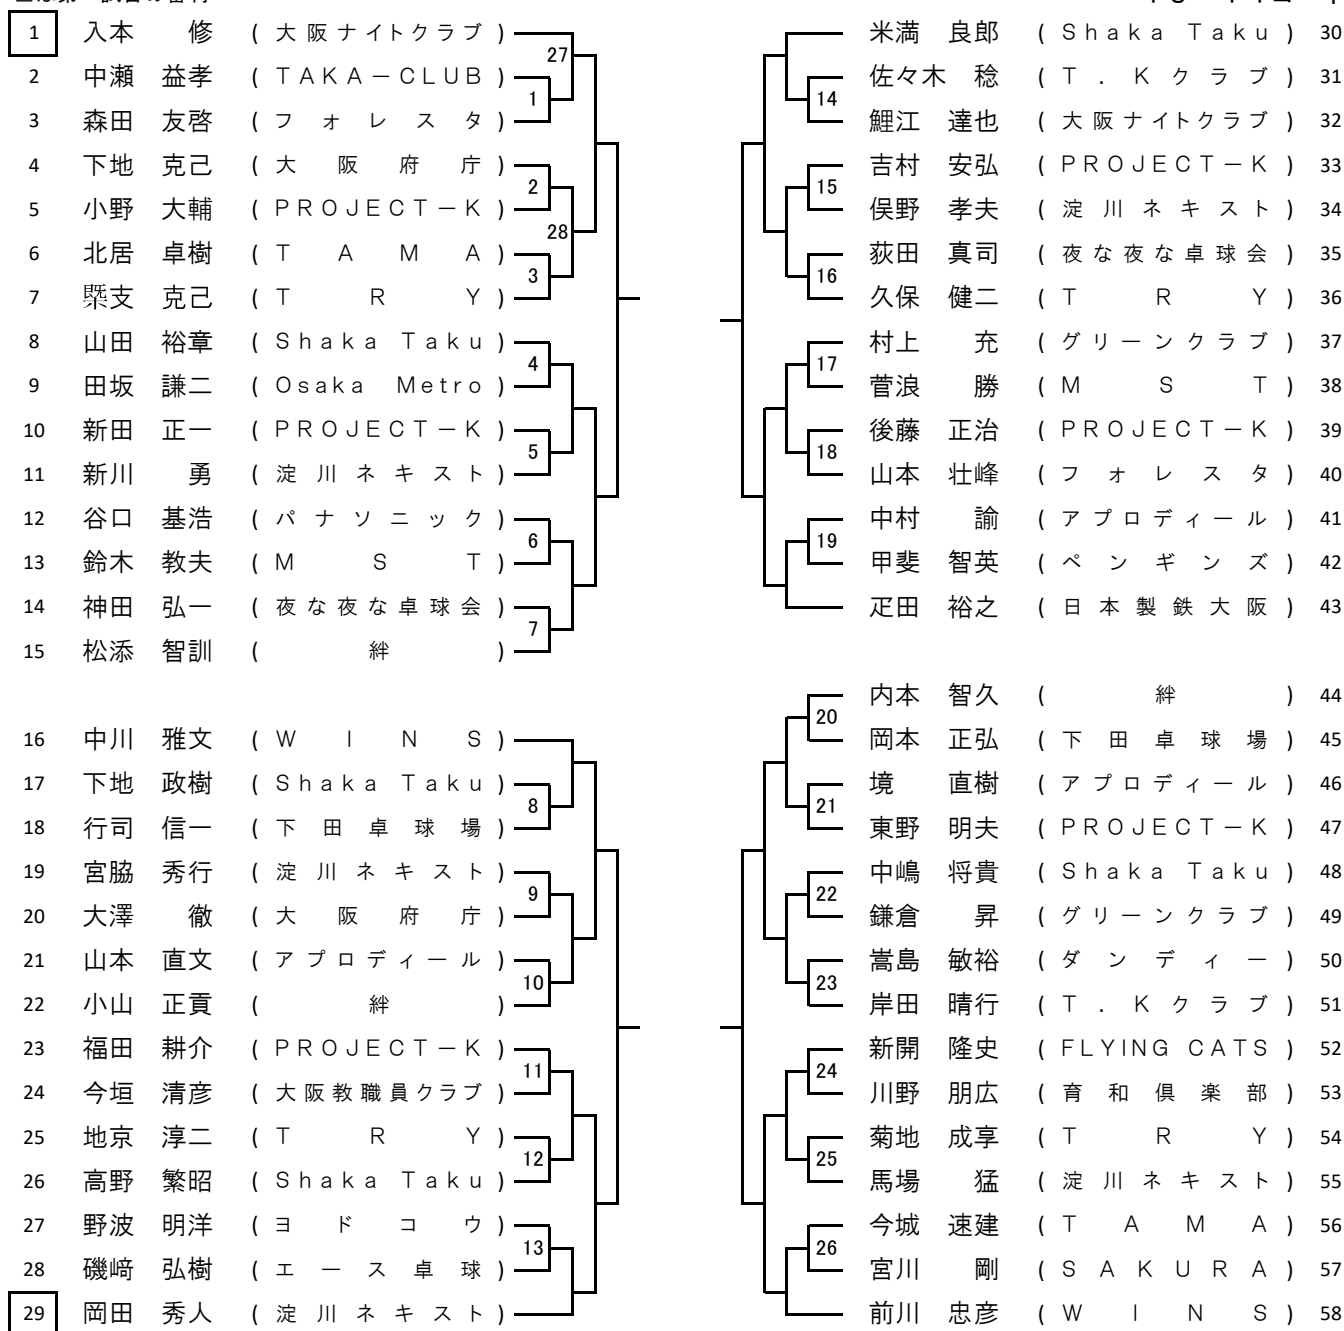 1 入本 修 ( 大阪ナイトクラブ )
2 中瀬 益孝 ( TAKA－CLUB )
3 森田 友啓 ( フォレスタ )
4 下地 克己 ( 大阪府庁 )
5 小野 大輔 ( PROJECT－K )
6 北居 卓樹 ( TAMA )
7 槩支 克己 ( TRY )
8 山田 裕章 ( Shaka Taku )
9 田坂 謙二 ( Osaka Metro )
10 新田 正一 ( PROJECT－K )
11 新川 勇 ( 淀川ネキスト )
12 谷口 基浩 ( パナソニック )
13 鈴木 教夫 ( MST )
14 神田 弘一 ( 夜な夜な卓球会 )
15 松添 智訓 ( 絆 )
27
1
2
28
3
4
5
6
7
16 中川 雅文 ( WINS )
17 下地 政樹 ( Shaka Taku )
18 行司 信一 ( 下田卓球場 )
19 宮脇 秀行 ( 淀川ネキスト )
20 大澤 徹 ( 大阪府庁 )
21 山本 直文 ( アプロディール )
22 小山 正貢 ( 絆 )
23 福田 耕介 ( PROJECT－K )
24 今垣 清彦 ( 大阪教職員クラブ )
25 地京 淳二 ( TRY )
26 高野 繁昭 ( Shaka Taku )
27 野波 明洋 ( ヨドコウ )
28 磯﨑 弘樹 ( エース卓球 )
29 岡田 秀人 ( 淀川ネキスト )
8
9
10
11
12
13
米満 良郎 ( Shaka Taku ) 30
佐々木 稔 ( T．Kクラブ ) 31
鯉江 達也 ( 大阪ナイトクラブ ) 32
吉村 安弘 ( PROJECT－K ) 33
俣野 孝夫 ( 淀川ネキスト ) 34
荻田 真司 ( 夜な夜な卓球会 ) 35
久保 健二 ( TRY ) 36
村上 充 ( グリーンクラブ ) 37
菅浪 勝 ( MST ) 38
後藤 正治 ( PROJECT－K ) 39
山本 壮峰 ( フォレスタ ) 40
中村 諭 ( アプロディール ) 41
甲斐 智英 ( ペンギンズ ) 42
疋田 裕之 ( 日本製鉄大阪 ) 43
14
15
16
17
18
19
内本 智久 ( 絆 ) 44
岡本 正弘 ( 下田卓球場 ) 45
境 直樹 ( アプロディール ) 46
東野 明夫 ( PROJECT－K ) 47
中嶋 将貴 ( Shaka Taku ) 48
鎌倉 昇 ( グリーンクラブ ) 49
嵩島 敏裕 ( ダンディー ) 50
岸田 晴行 ( T．Kクラブ ) 51
新開 隆史 ( FLYING CATS ) 52
川野 朋広 ( 育和倶楽部 ) 53
菊地 成享 ( TRY ) 54
馬場 猛 ( 淀川ネキスト ) 55
今城 速建 ( TAMA ) 56
宮川 剛 ( SAKURA ) 57
前川 忠彦 ( WINS ) 58
20
21
22
23
24
25
26